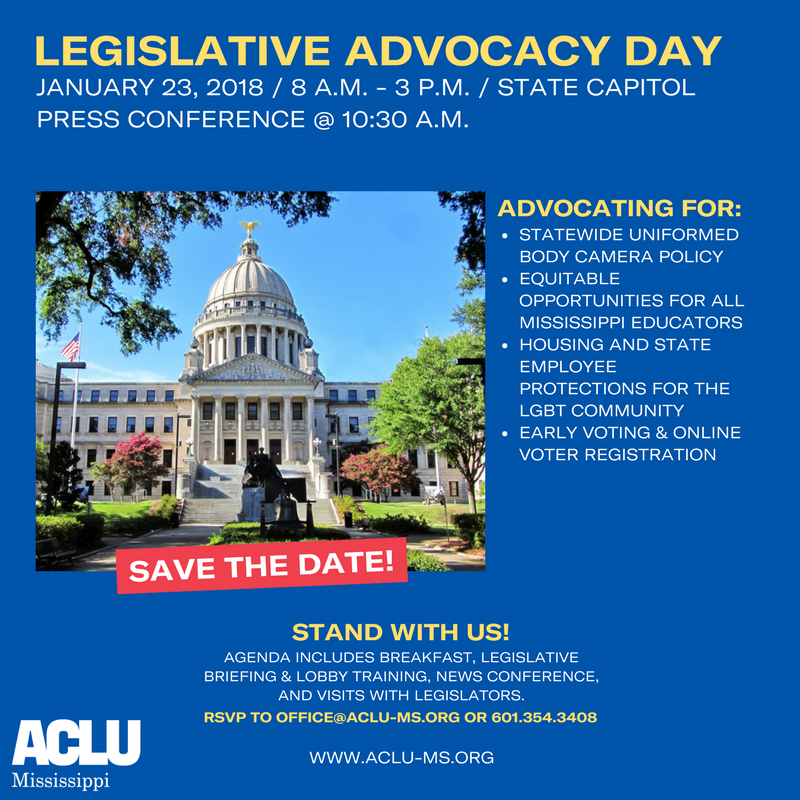 LEGISLATIVE ADVOCACY DAY
JANUARY 23, 2018 / 8 A.M. - 3 P.M. / STATE CAPITOL
PRESS CONFERENCE @ 10:30 A.M.
ADVOCATING FOR:
• STATEWIDE UNIFORMED
BODY CAMERA POLICY
• EQUITABLE
OPPORTUNITIES FOR ALL
MISSISSIPPI EDUCATORS
• HOUSING AND STATE
EMPLOYEE
PROTECTIONS FOR THE
LGBT COMMUNITY
• EARLY VOTING & ONLINE
VOTER REGISTRATION
SAVE THE DATE!
STAND WITH US!
AGENDA INCLUDES BREAKFAST, LEGISLATIVE
BRIEFING & LOBBY TRAINING, NEWS CONFERENCE,
AND VISITS WITH LEGISLATORS.
RSVP TO OFFICE@ACLU-MS.ORG OR 601.354.3408
WWW.ACLU-MS.ORG
ACLU
Mississippi